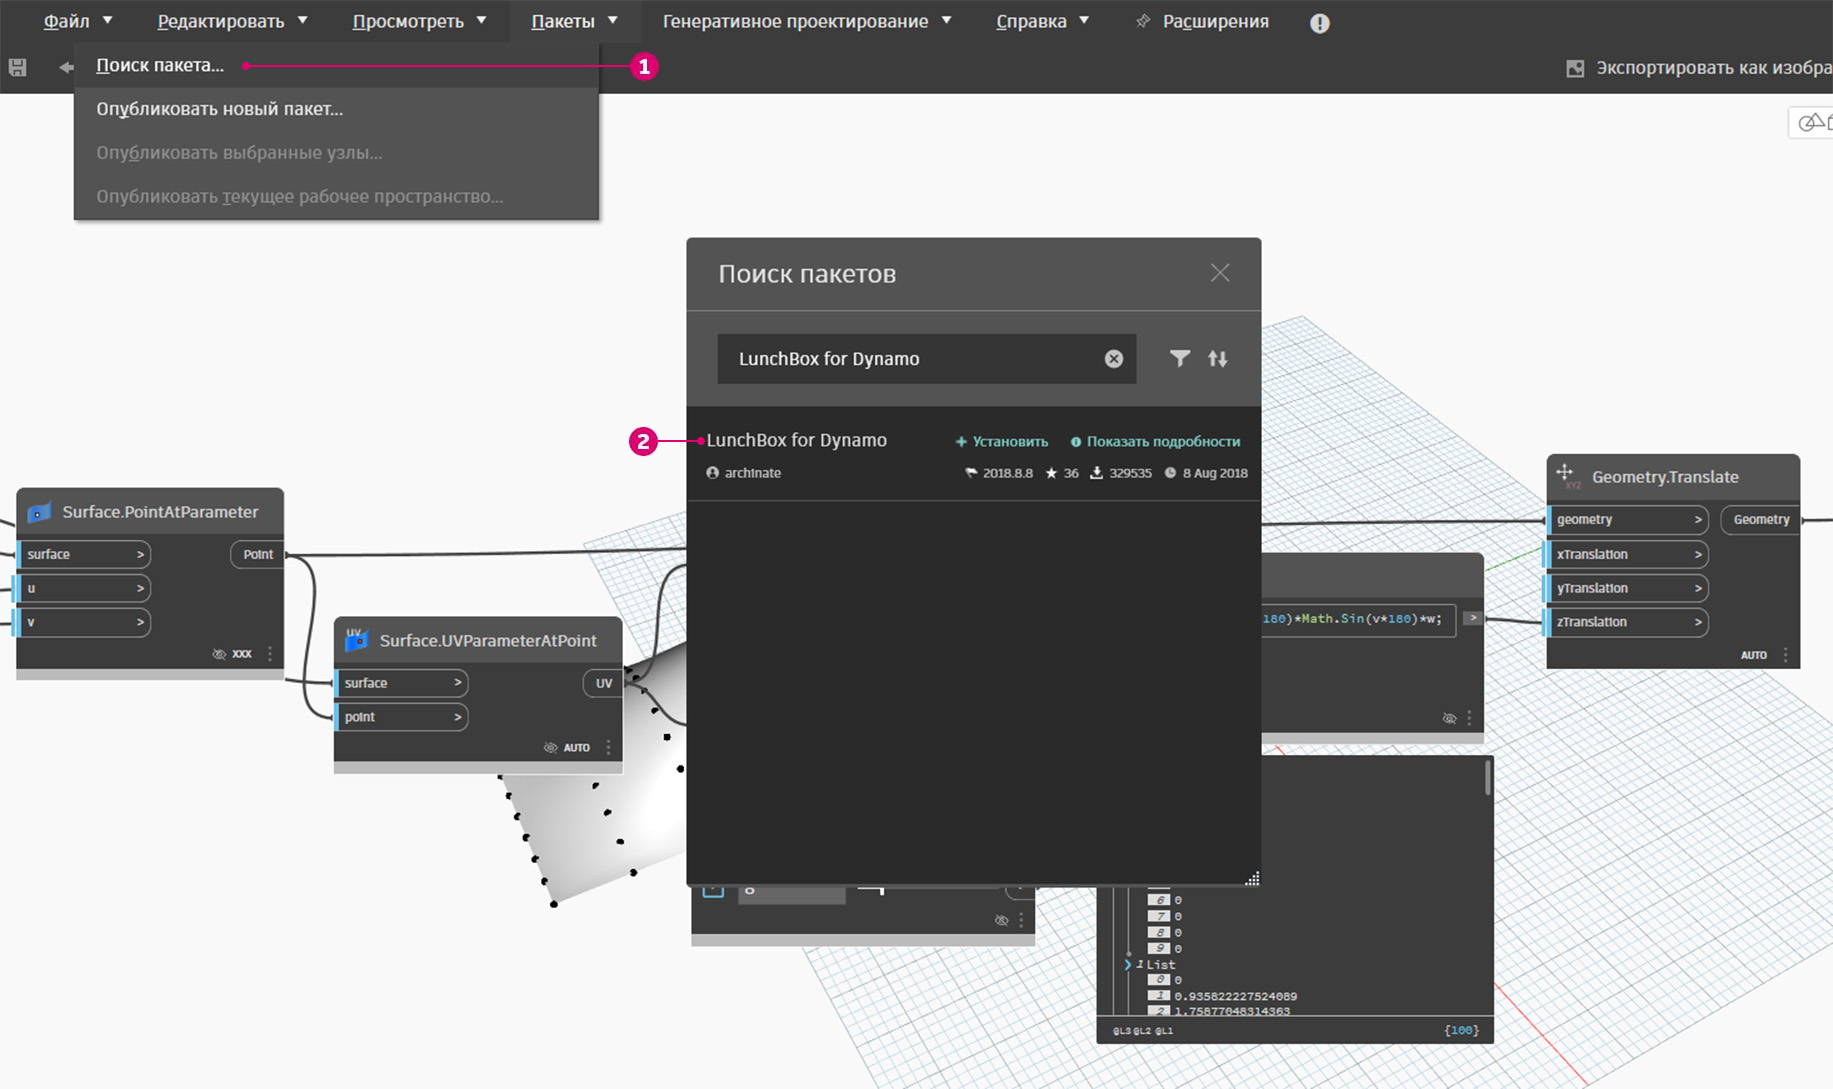 Файл ▼ Редактировать ▼ Просмотреть ▼ Пакеты ▼ Генеративное проектирование ▼ Справка ▼ Расширения
Поиск пакета...
1
Экспортировать как
Опубликовать новый пакет...
Опубликовать выбранные узлы...
Опубликовать текущее рабочее пространство...
Поиск пакетов
LunchBox for Dynamo
2
LunchBox for Dynamo
+ Установить
Показать подробности
archinate
2018.8.8
36
329535
8 Aug 2018
Surface.PointAtParameter
surface >
Point
u >
v >
XXX
UV
Surface.UVParameterAtPoint
surface >
UV
point >
AUTO
180)*Math.Sin(v*180)*w;
>
XYZ
Geometry.Translate
geometry >
Geometry
xTranslation >
yTranslation >
zTranslation >
AUTO
6 0
7 0
8 0
9 0
1 List
0 0
1 0.935822227524089
2 1.75877048314363
@L3 @L2 @L1
{100}